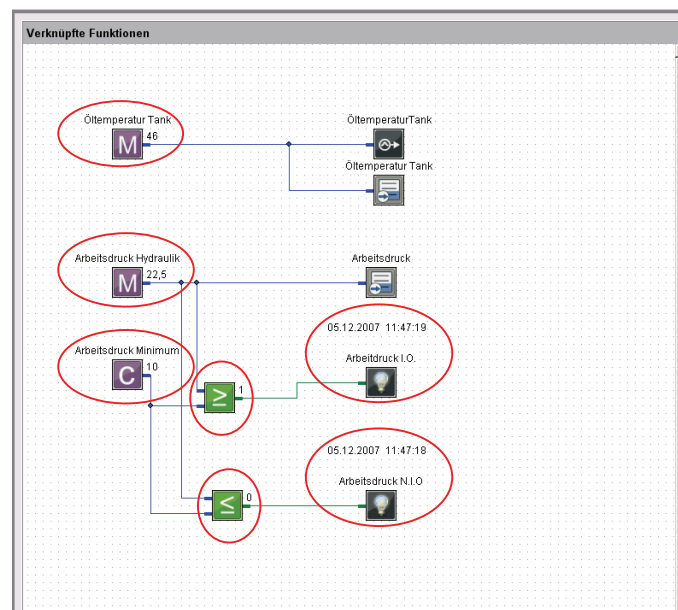 Verknüpfte Funktionen
Öltemperatur Tank
M
46
ÖltemperaturTank
Öltemperatur Tank
Arbeitsdruck Hydraulik
M
22,5
Arbeitsdruck
Arbeitsdruck Minimum
C
10
05.12.2007 11:47:19
Arbeitdruck I.O.
≥
1
05.12.2007 11:47:18
Arbeitsdruck N.I.O
≤
0